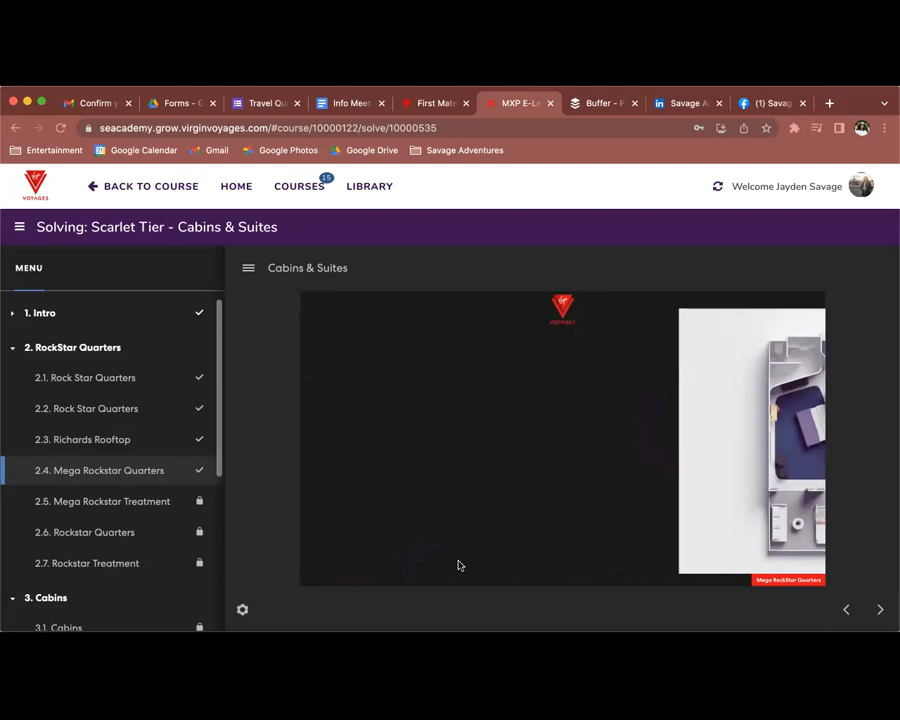 Confirm y
Forms - G
Travel Qu
Info Meet
First Mate
MXP E-Le
Buffer - P
Savage A
(1) Savag
seacademy.grow.virginvoyages.com/#course/10000122/solve/10000535
Entertainment
Google Calendar
Gmail
Google Photos
Google Drive
Savage Adventures
VOYAGES
BACK TO COURSE
HOME
COURSES
15
LIBRARY
Welcome Jayden Savage
Solving: Scarlet Tier - Cabins & Suites
MENU
Cabins & Suites
1. Intro
2. RockStar Quarters
2.1. Rock Star Quarters
2.2. Rock Star Quarters
2.3. Richards Rooftop
2.4. Mega Rockstar Quarters
2.5. Mega Rockstar Treatment
2.6. Rockstar Quarters
2.7. Rockstar Treatment
3. Cabins
3.1. Cabins
VOYAGES
Mega RockStar Quarters